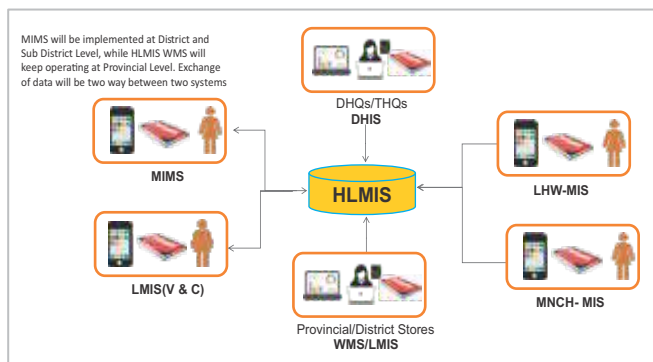 MIMS will be implemented at District and
Sub District Level, while HLMIS WMS will
keep operating at Provincial Level. Exchange
of data will be two way between two systems
DHQs/THQs
DHIS
MIMS
HLMIS
LHW-MIS
LMIS(V & C)
MNCH- MIS
Provincial/District Stores
WMS/LMIS